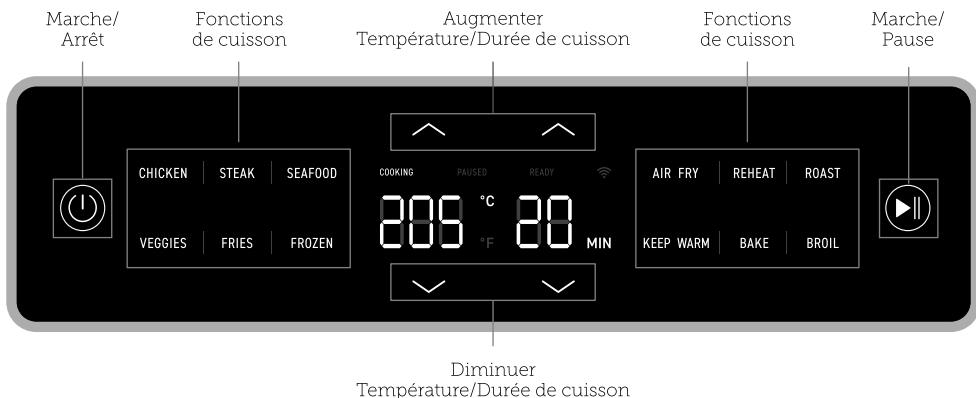 Marche/
Arrêt
Fonctions
de cuisson
Augmenter
Température/Durée de cuisson
Fonctions
de cuisson
Marche/
Pause
CHICKEN STEAK SEAFOOD
VEGGIES FRIES FROZEN
COOKING PAUSED READY
205 °C 20
°F MIN
AIR FRY REHEAT ROAST
KEEP WARM BAKE BROIL
Diminuer
Température/Durée de cuisson